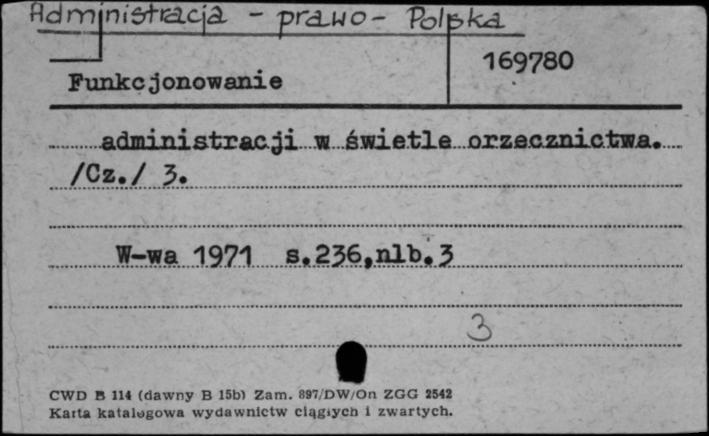 Administracja - prawo - Polska
169780
Funkcjonowanie
administracji w świetle orzecznictwa.
/Cz./ 3.
W-wa 1971 s.236,nlb.3
3
CWD B 114 (dawny B 15b) Zam. 897/DW/On ZGG 2542
Karta katalogowa wydawnictw ciągłych i zwartych.